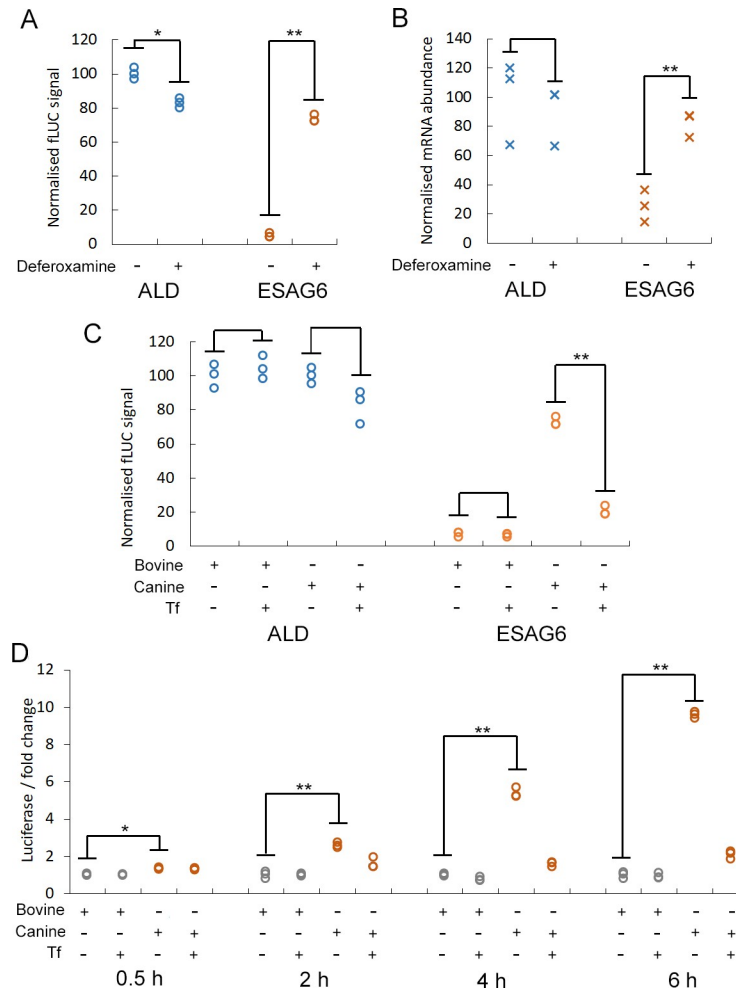 A
Normalised fLUC signal
120
100
80
60
40
20
0
*
**
Deferoxamine - + - +
ALD ESAG6
B
Normalised mRNA abundance
140
120
100
80
60
40
20
0
**
Deferoxamine - + - +
ALD ESAG6
C
Normalised fLUC signal
120
100
80
60
40
20
0
**
Bovine + + - - + + - -
Canine - - + + - - + +
Tf - + - + - + - +
ALD ESAG6
D
Luciferase / fold change
12
10
8
6
4
2
0
*
**
**
**
Bovine + + - - + + - - + + - - + + - -
Canine - - + + - - + + - - + + - - + +
Tf - + - + - + - + - + - + - + - +
0.5 h 2 h 4 h 6 h